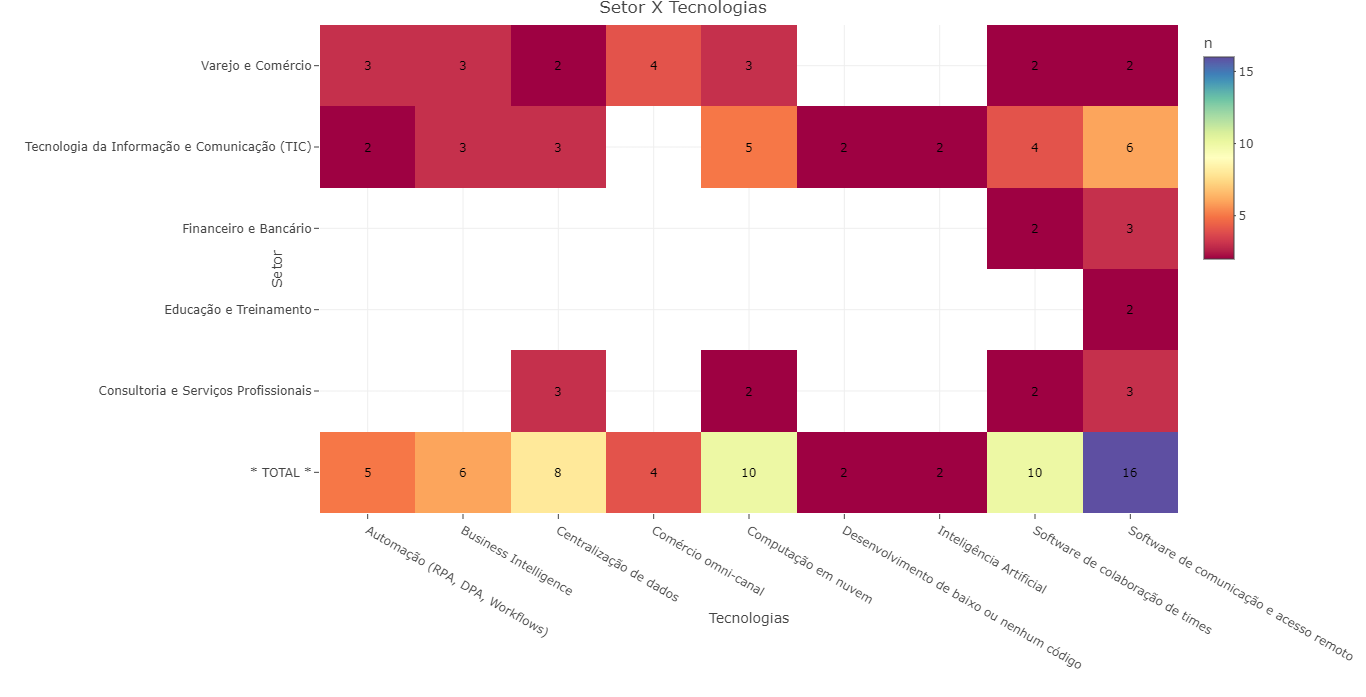 Setor X Tecnologias
n
15
10
5
Setor
Varejo e Comércio 3 3 2 4 3 2 2
Tecnologia da Informação e Comunicação (TIC) 2 3 3 5 2 2 4 6
Financeiro e Bancário 2 3
Educação e Treinamento 2
Consultoria e Serviços Profissionais 3 2 2 3
* TOTAL * 5 6 8 4 10 2 2 10 16
Automação (RPA, DPA, Workflows)
Business Intelligence
Centralização de dados
Comércio omni-canal
Computação em nuvem
Desenvolvimento de baixo ou nenhum código
Inteligência Artificial
Software de colaboração de times
Software de comunicação e acesso remoto
Tecnologias